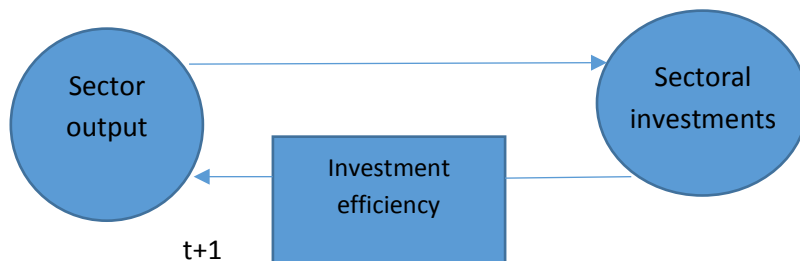 Sector
output
Sectoral
investments
Investment
efficiency
t+1